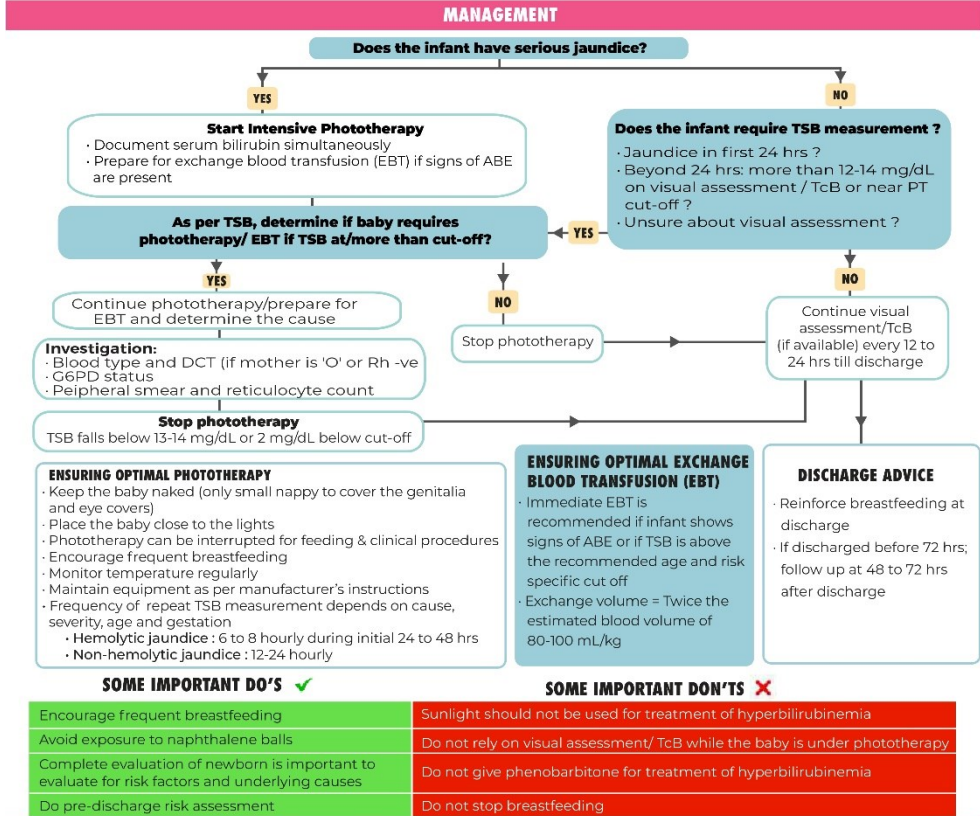 MANAGEMENT
Does the infant have serious jaundice?
YES
NO
Start Intensive Phototherapy
· Document serum bilirubin simultaneously
· Prepare for exchange blood transfusion (EBT) if signs of ABE
are present
Does the infant require TSB measurement ?
· Jaundice in first 24 hrs ?
· Beyond 24 hrs: more than 12-14 mg/dL
on visual assessment / TcB or near PT
cut-off ?
· Unsure about visual assessment ?
As per TSB, determine if baby requires
phototherapy/ EBT if TSB at/more than cut-off?
YES
YES
NO
NO
Continue phototherapy/prepare for
EBT and determine the cause
Stop phototherapy
Continue visual
assessment/TcB
(if available) every 12 to
24 hrs till discharge
Investigation:
· Blood type and DCT (if mother is 'O' or Rh -ve
· G6PD status
· Peipheral smear and reticulocyte count
Stop phototherapy
TSB falls below 13-14 mg/dL or 2 mg/dL below cut-off
ENSURING OPTIMAL PHOTOTHERAPY
· Keep the baby naked (only small nappy to cover the genitalia
and eye covers)
· Place the baby close to the lights
· Phototherapy can be interrupted for feeding & clinical procedures
· Encourage frequent breastfeeding
· Monitor temperature regularly
· Maintain equipment as per manufacturer's instructions
· Frequency of repeat TSB measurement depends on cause,
severity, age and gestation
• Hemolytic jaundice : 6 to 8 hourly during initial 24 to 48 hrs
• Non-hemolytic jaundice : 12-24 hourly
ENSURING OPTIMAL EXCHANGE
BLOOD TRANSFUSION (EBT)
· Immediate EBT is
recommended if infant shows
signs of ABE or if TSB is above
the recommended age and risk
specific cut off
· Exchange volume = Twice the
estimated blood volume of
80-100 mL/kg
DISCHARGE ADVICE
· Reinforce breastfeeding at
discharge
· If discharged before 72 hrs;
follow up at 48 to 72 hrs
after discharge
SOME IMPORTANT DO'S ✓
Encourage frequent breastfeeding
Avoid exposure to naphthalene balls
Complete evaluation of newborn is important to
evaluate for risk factors and underlying causes
Do pre-discharge risk assessment
SOME IMPORTANT DON'TS ✗
Sunlight should not be used for treatment of hyperbilirubinemia
Do not rely on visual assessment/ TcB while the baby is under phototherapy
Do not give phenobarbitone for treatment of hyperbilirubinemia
Do not stop breastfeeding